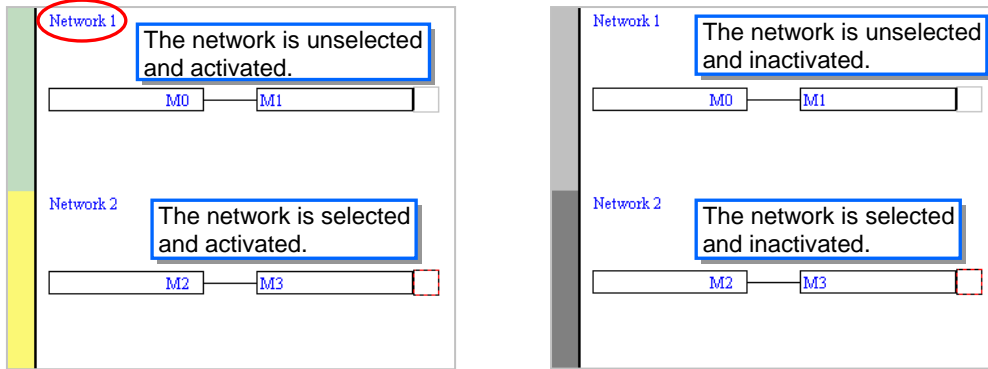 Network 1
The network is unselected
and activated.
M0 M1
Network 2
The network is selected
and activated.
M2 M3
Network 1
The network is unselected
and inactivated.
M0 M1
Network 2
The network is selected
and inactivated.
M2 M3